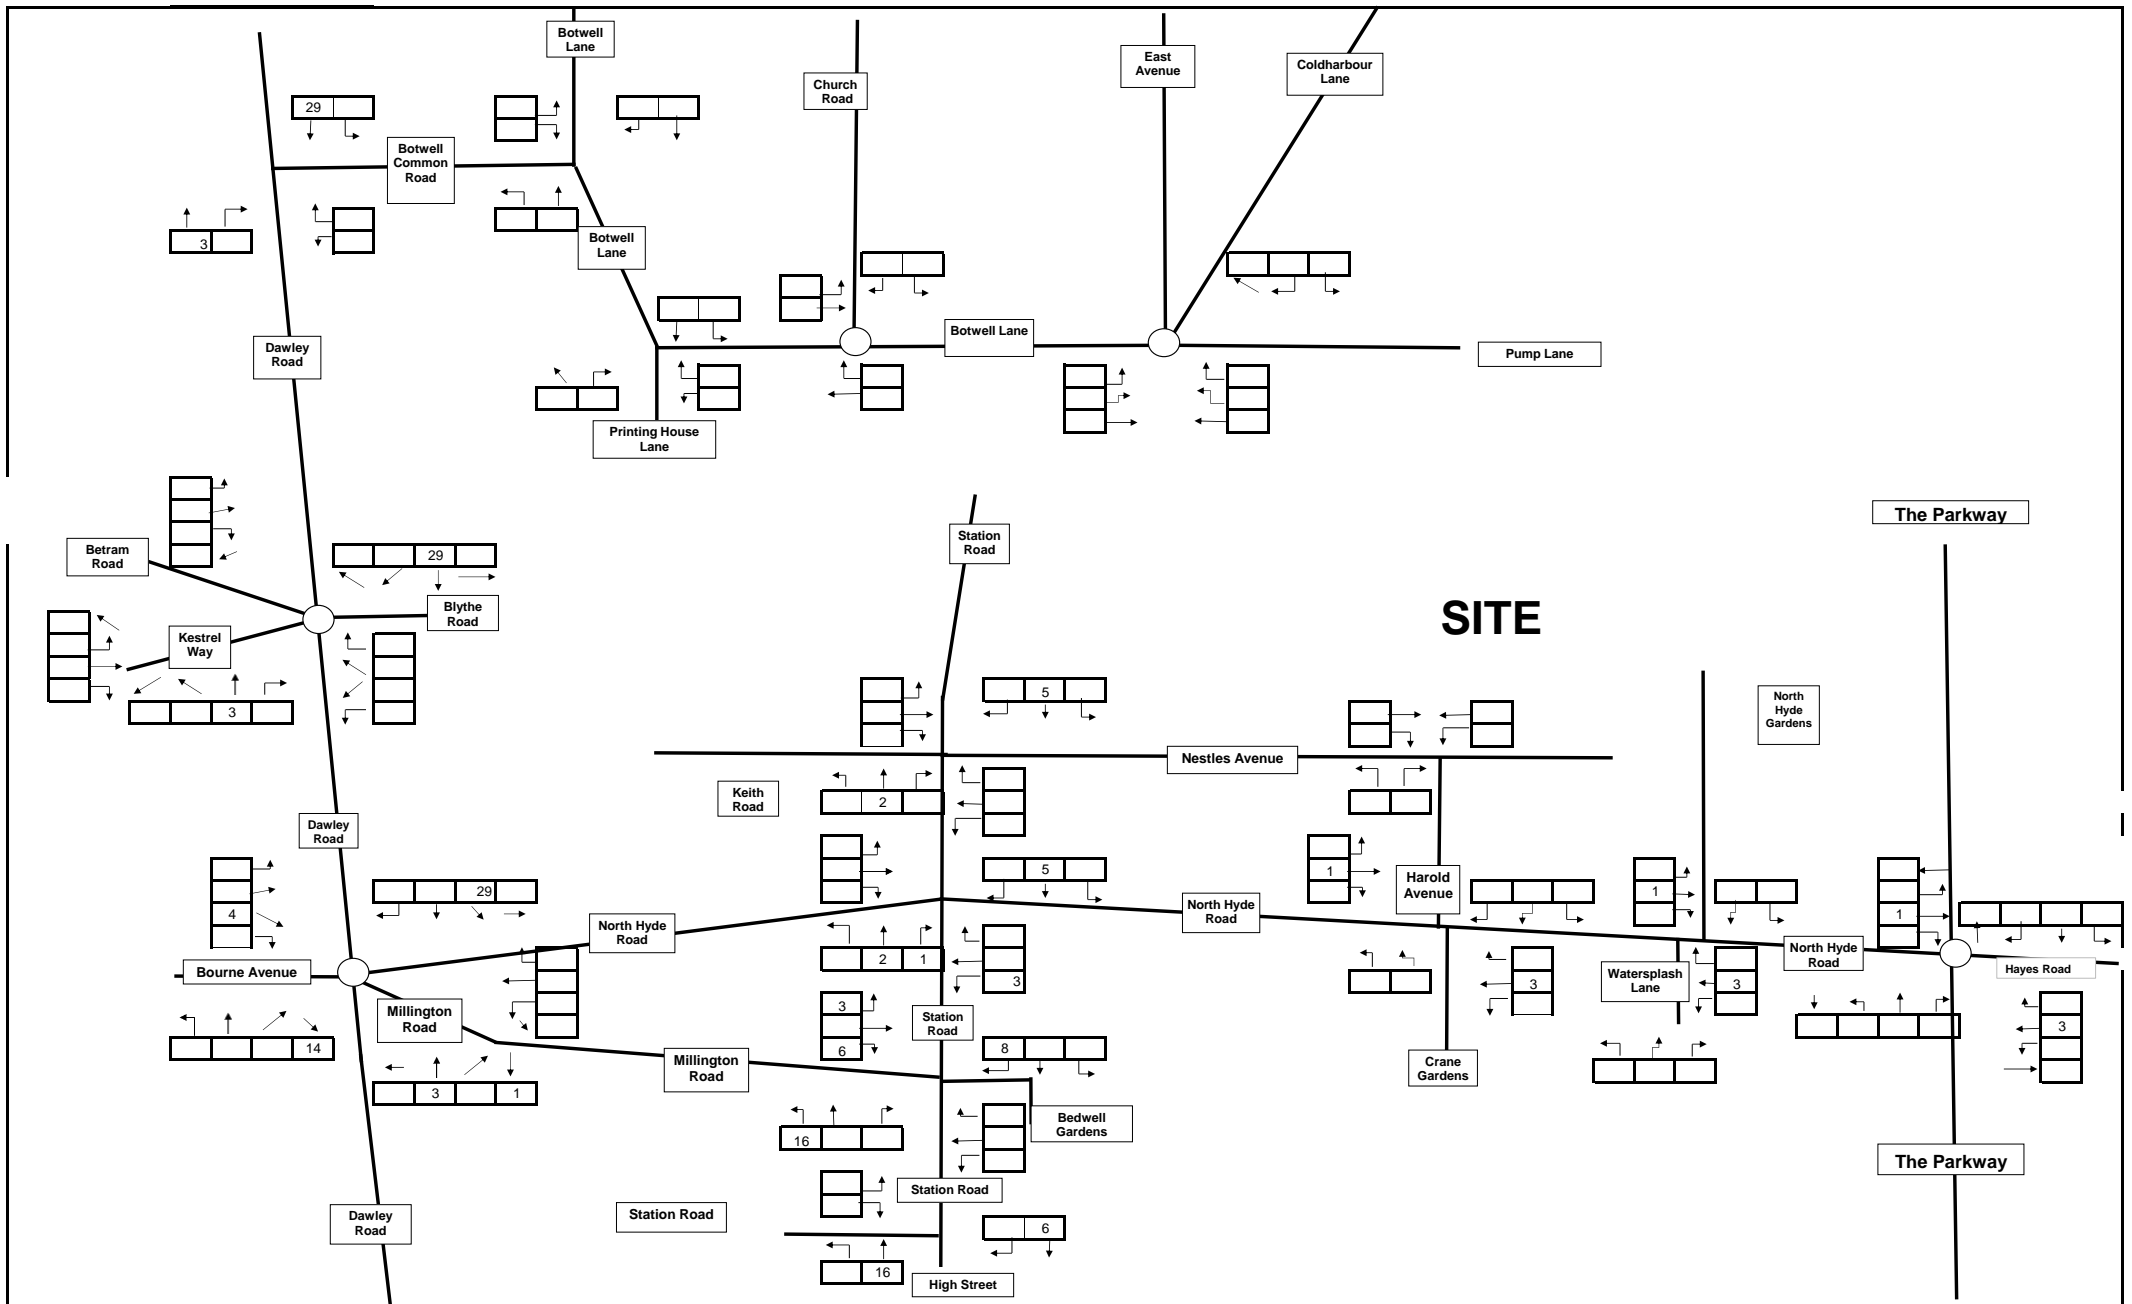 Botwell
Lane
East
Avenue
Coldharbour
Lane
Church
Road
29
Botwell
Common
Road
3
Botwell
Lane
Botwell Lane
Dawley
Road
Pump Lane
Printing House
Lane
The Parkway
Station
Road
Betram
Road
29
SITE
Blythe
Road
Kestrel
Way
3
5
North
Hyde
Gardens
Nestles Avenue
Keith
Road
2
Dawley
Road
5
1
Harold
Avenue
29
1
4
North Hyde
Road
North Hyde
Road
1
North Hyde
Road
2
1
Bourne Avenue
3
3
Watersplash
Lane
3
Hayes Road
Millington
Road
3
6
Station
Road
3
14
8
Millington
Road
Crane
Gardens
3
1
16
Bedwell
Gardens
The Parkway
Station Road
Dawley
Road
Station Road
6
16
High Street